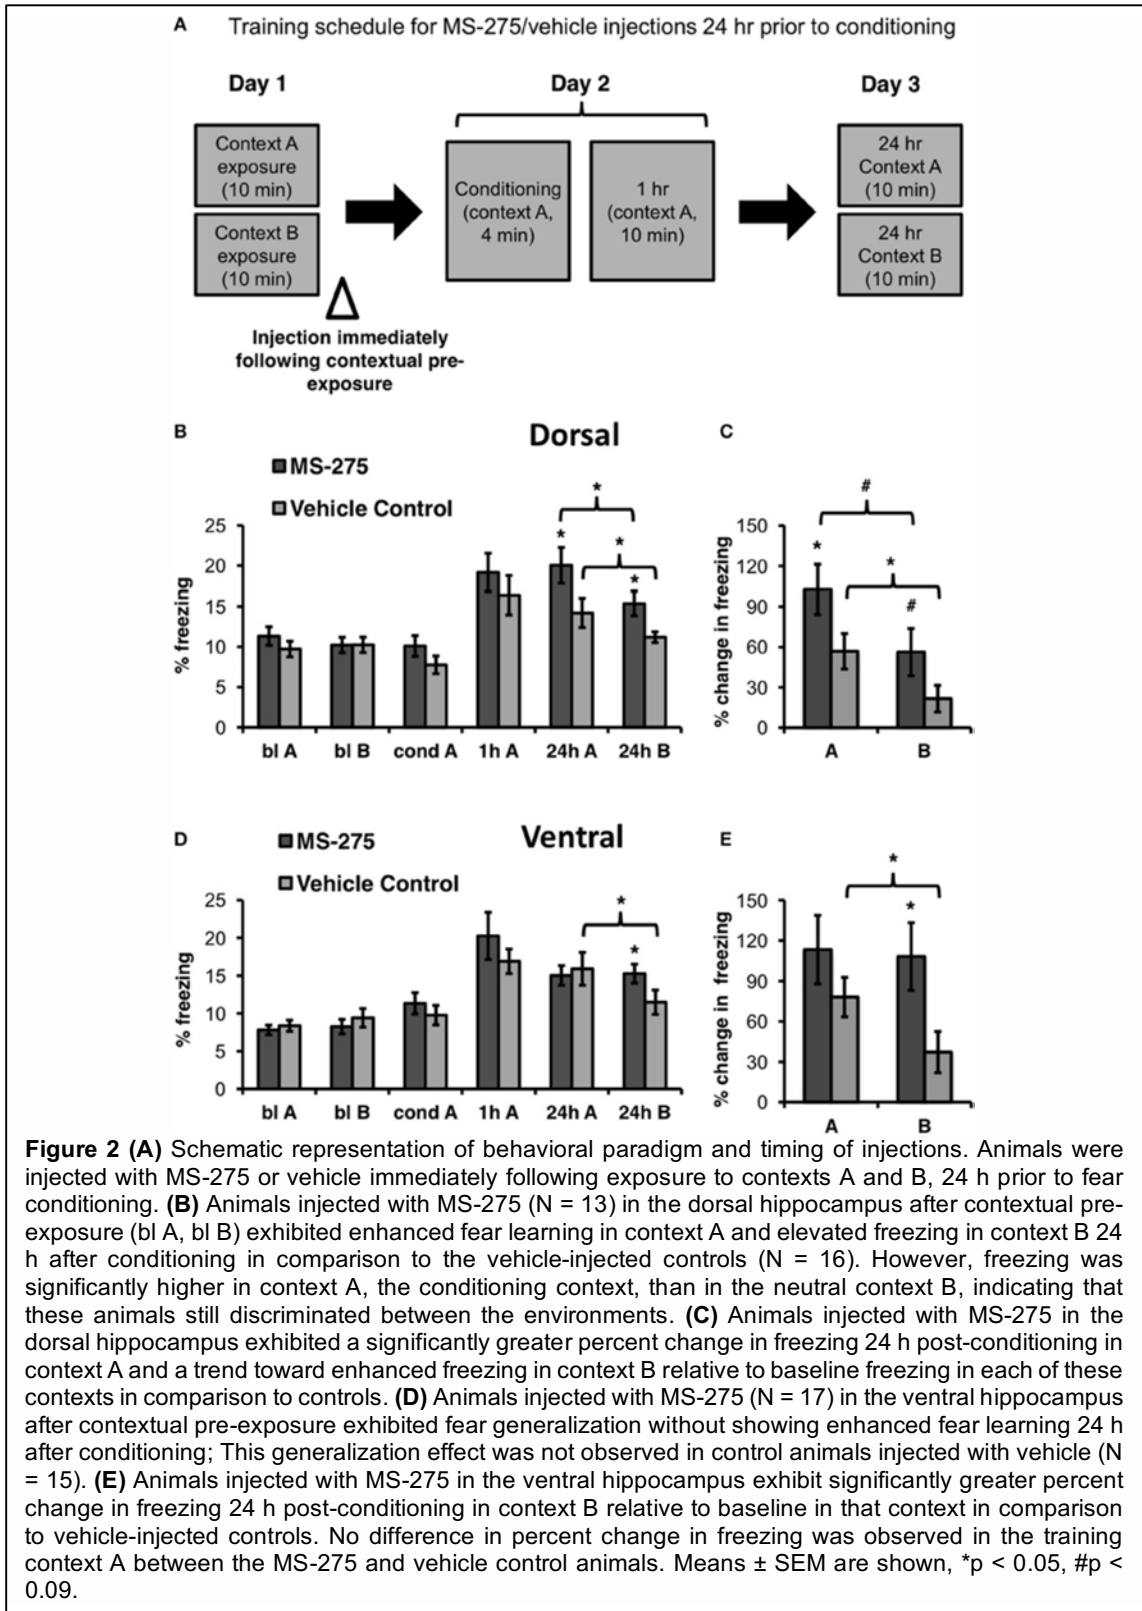 A Training schedule for MS-275/vehicle injections 24 hr prior to conditioning
Day 1
Day 2
Day 3
Context A
exposure
(10 min)
Context B
exposure
(10 min)
Conditioning
(context A,
4 min)
1 hr
(context A,
10 min)
24 hr
Context A
(10 min)
24 hr
Context B
(10 min)
Injection immediately
following contextual pre-
exposure
B
Dorsal
MS-275
Vehicle Control
% freezing
25
20
15
10
5
0
* * * *
bl A bl B cond A 1h A 24h A 24h B
C
% change in freezing
150
120
90
60
30
0
# * * #
A B
D
Ventral
MS-275
Vehicle Control
% freezing
25
20
15
10
5
0
* *
bl A bl B cond A 1h A 24h A 24h B
E
% change in freezing
150
120
90
60
30
0
* *
A B
Figure 2 (A) Schematic representation of behavioral paradigm and timing of injections. Animals were
injected with MS-275 or vehicle immediately following exposure to contexts A and B, 24 h prior to fear
conditioning. (B) Animals injected with MS-275 (N = 13) in the dorsal hippocampus after contextual pre-
exposure (bl A, bl B) exhibited enhanced fear learning in context A and elevated freezing in context B 24
h after conditioning in comparison to the vehicle-injected controls (N = 16). However, freezing was
significantly higher in context A, the conditioning context, than in the neutral context B, indicating that
these animals still discriminated between the environments. (C) Animals injected with MS-275 in the
dorsal hippocampus exhibited a significantly greater percent change in freezing 24 h post-conditioning in
context A and a trend toward enhanced freezing in context B relative to baseline freezing in each of these
contexts in comparison to controls. (D) Animals injected with MS-275 (N = 17) in the ventral hippocampus
after contextual pre-exposure exhibited fear generalization without showing enhanced fear learning 24 h
after conditioning; This generalization effect was not observed in control animals injected with vehicle (N
= 15). (E) Animals injected with MS-275 in the ventral hippocampus exhibit significantly greater percent
change in freezing 24 h post-conditioning in context B relative to baseline in that context in comparison
to vehicle-injected controls. No difference in percent change in freezing was observed in the training
context A between the MS-275 and vehicle control animals. Means ± SEM are shown, *p < 0.05, #p <
0.09.